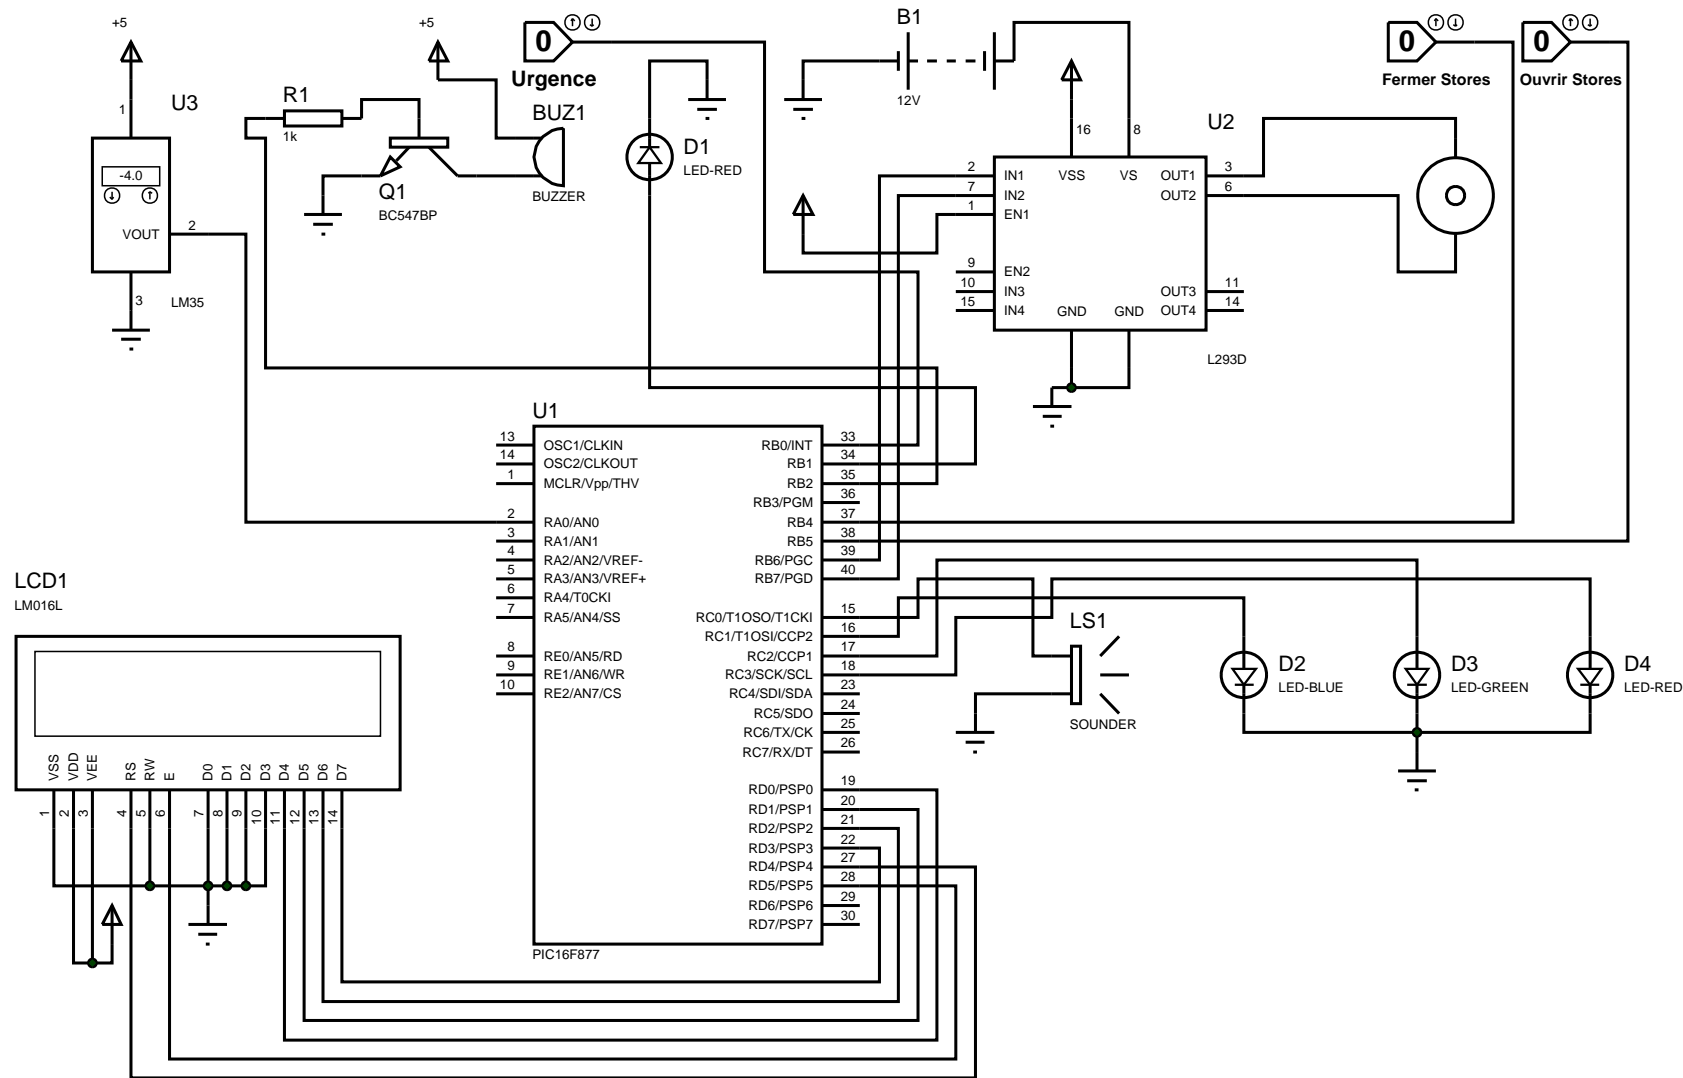 +5
1
U3
-4.0
VOUT
2
3
LM35
R1
1k
Q1
BC547BP
+5
BUZ1
BUZZER
0
Urgence
D1
LED-RED
B1
12V
0
Fermer Stores
0
Ouvrir Stores
U2
16
8
2 IN1 VSS VS OUT1 3
7 IN2 OUT2 6
1 EN1
9 EN2
10 IN3 OUT3 11
15 IN4 GND GND OUT4 14
L293D
U1
13 OSC1/CLKIN RB0/INT 33
14 OSC2/CLKOUT RB1 34
1 MCLR/Vpp/THV RB2 35
RB3/PGM 36
2 RA0/AN0 RB4 37
3 RA1/AN1 RB5 38
4 RA2/AN2/VREF- RB6/PGC 39
5 RA3/AN3/VREF+ RB7/PGD 40
6 RA4/T0CKI
7 RA5/AN4/SS RC0/T1OSO/T1CKI 15
RC1/T1OSI/CCP2 16
8 RE0/AN5/RD RC2/CCP1 17
9 RE1/AN6/WR RC3/SCK/SCL 18
10 RE2/AN7/CS RC4/SDI/SDA 23
RC5/SDO 24
RC6/TX/CK 25
RC7/RX/DT 26
RD0/PSP0 19
RD1/PSP1 20
RD2/PSP2 21
RD3/PSP3 22
RD4/PSP4 27
RD5/PSP5 28
RD6/PSP6 29
RD7/PSP7 30
PIC16F877
LS1
SOUNDER
D2
LED-BLUE
D3
LED-GREEN
D4
LED-RED
LCD1
LM016L
VSS VDD VEE RS RW E D0 D1 D2 D3 D4 D5 D6 D7
1 2 3 4 5 6 7 8 9 10 11 12 13 14